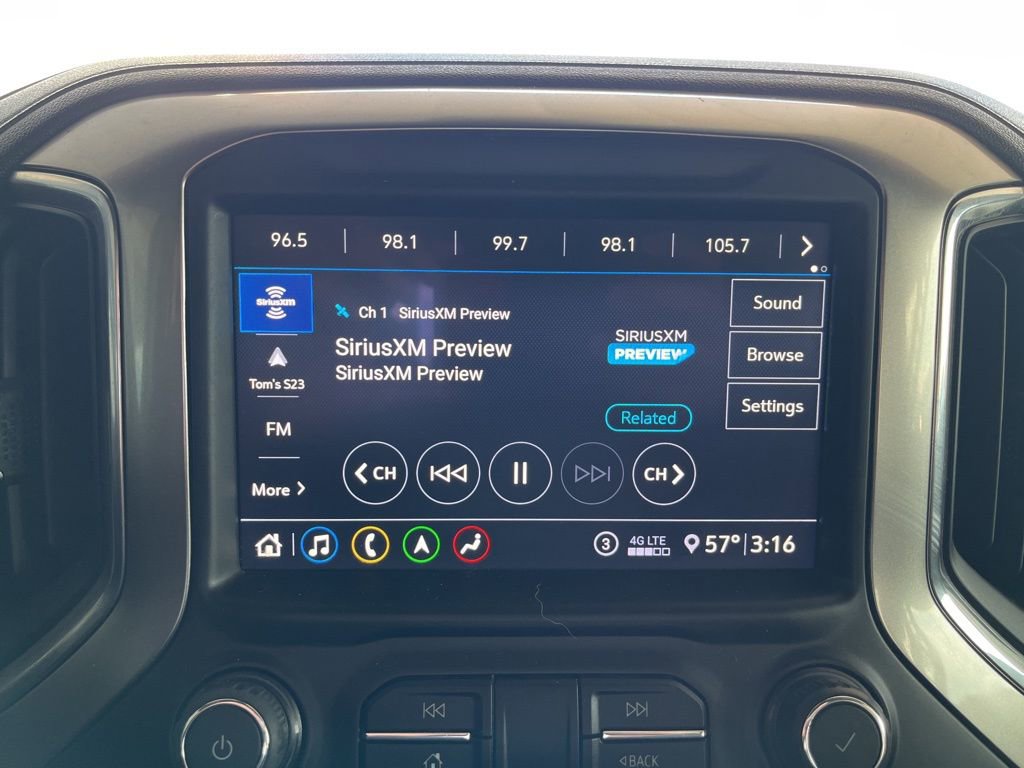 96.5 98.1 99.7 98.1 105.7
SiriusXM
Ch 1 SiriusXM Preview
SiriusXM Preview
SiriusXM Preview
SIRIUSXM
PREVIEW
Related
Sound
Browse
Settings
Tom's S23
FM
More
CH CH
3 4G LTE 57° 3:16
BACK